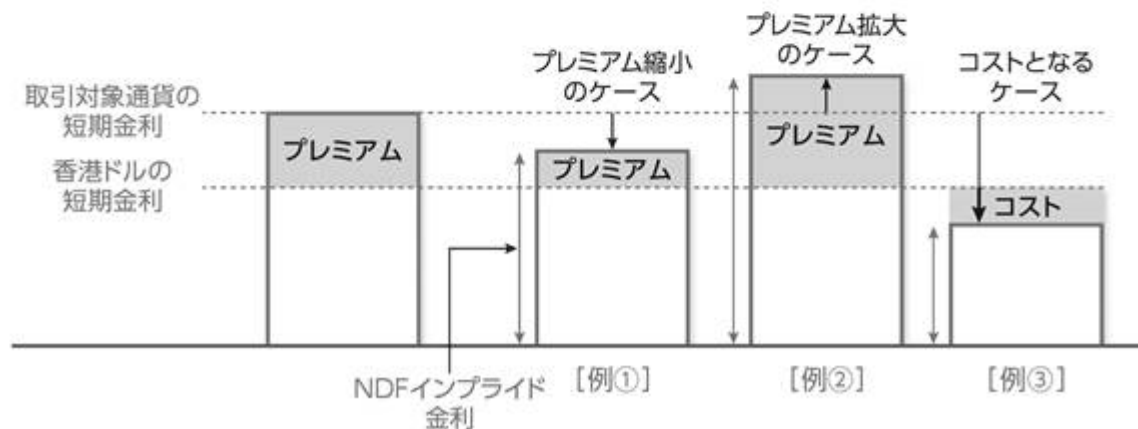 取引対象通貨の
短期金利
香港ドルの
短期金利
プレミアム
プレミアム縮小
のケース
プレミアム
プレミアム拡大
のケース
プレミアム
コストとなる
ケース
コスト
NDFインプライド
金利
[例①]
[例②]
[例③]